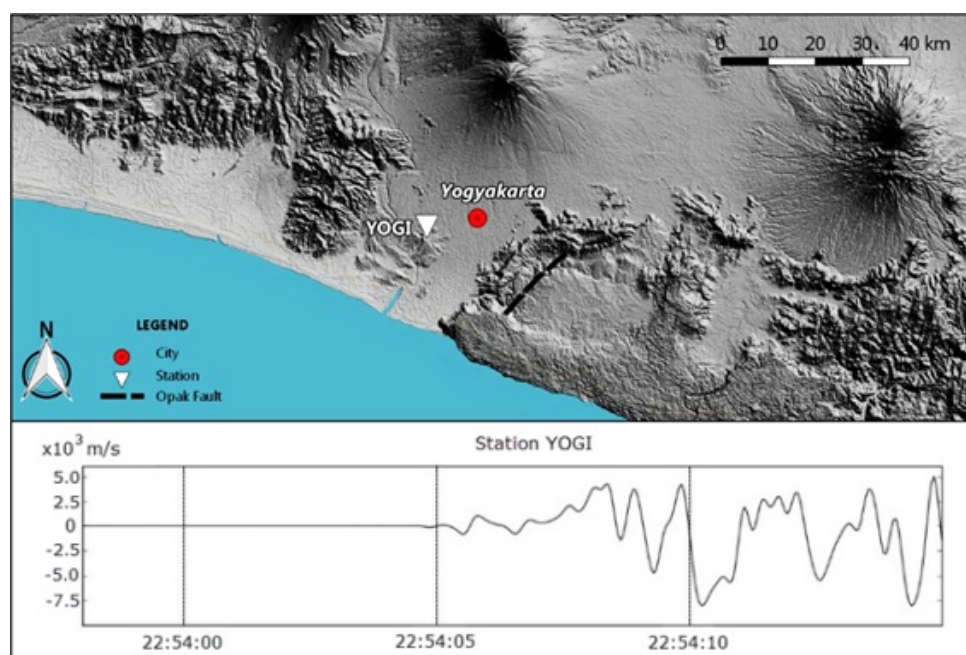 0 10 20 30 40 km
Yogyakarta
YOGI
N
LEGEND
City
Station
Opak Fault
x10³ m/s
Station YOGI
5.0
2.5
0
-2.5
-5.0
-7.5
22:54:00 22:54:05 22:54:10